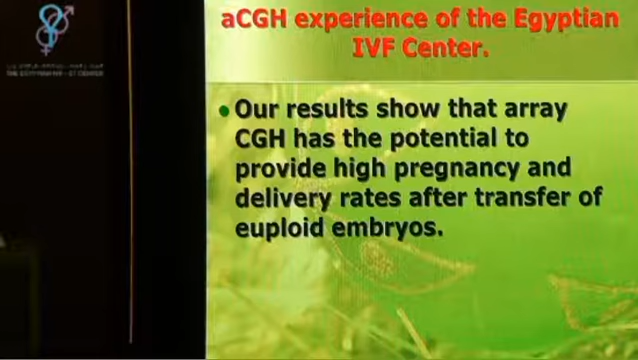 aCGH experience of the Egyptian
IVF Center.
• Our results show that array
CGH has the potential to
provide high pregnancy and
delivery rates after transfer of
euploid embryos.